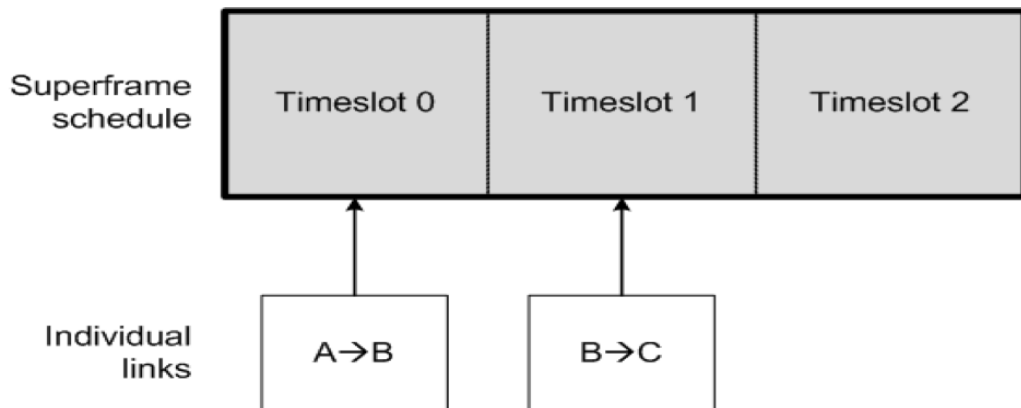 Superframe
schedule
Timeslot 0
Timeslot 1
Timeslot 2
Individual
links
A→B
B→C